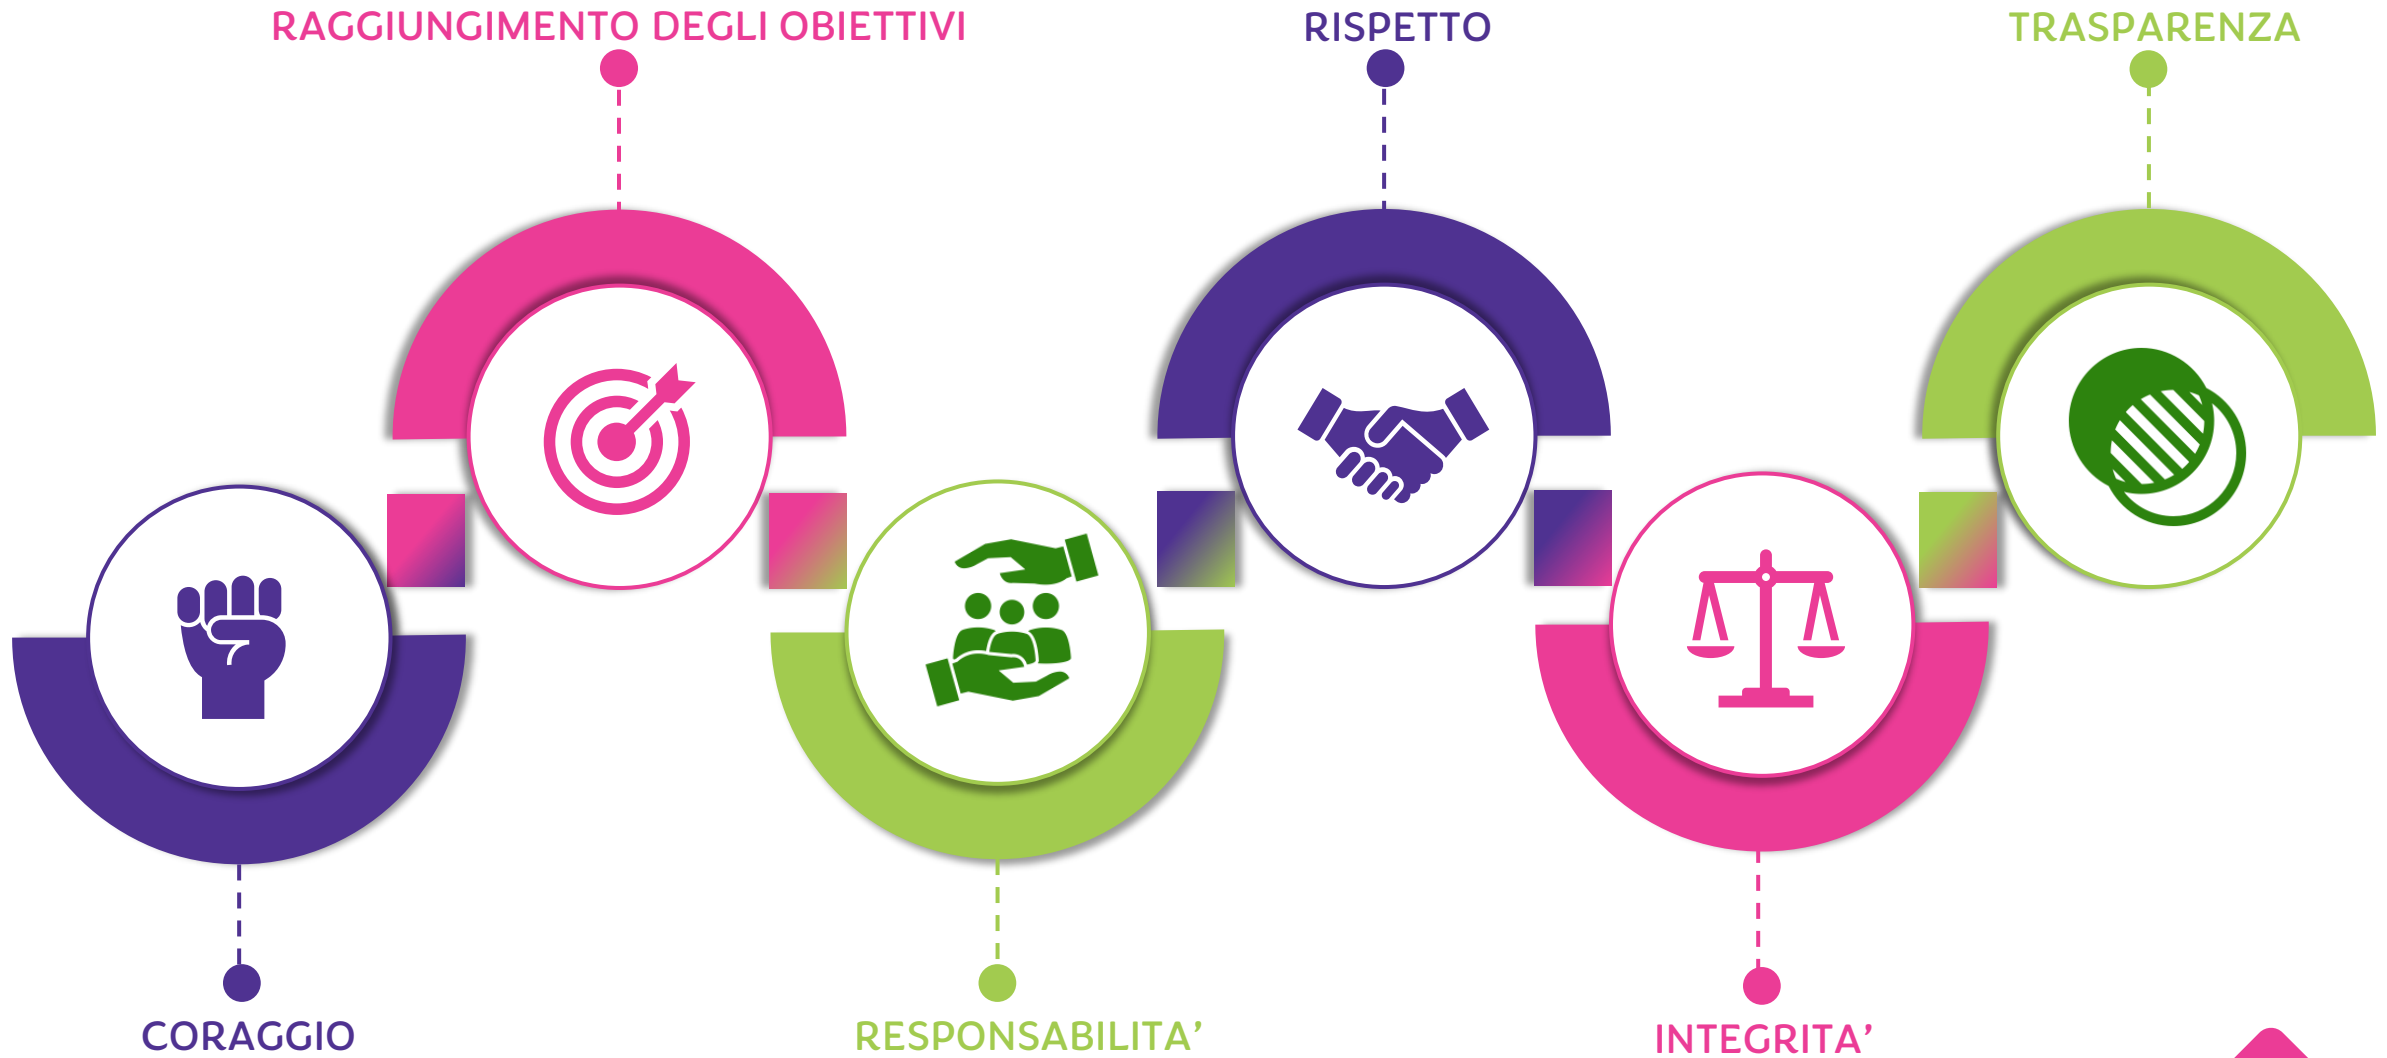 RAGGIUNGIMENTO DEGLI OBIETTIVI
RISPETTO
TRASPARENZA
CORAGGIO
RESPONSABILITA’
INTEGRITA’